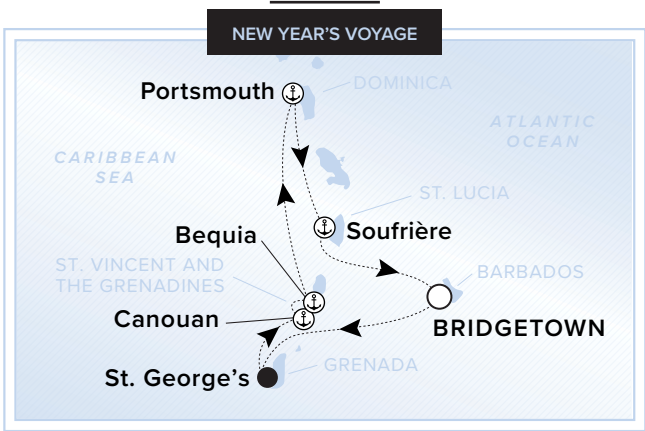 NEW YEAR’S VOYAGE
Portsmouth
DOMINICA
ATLANTIC
OCEAN
CARIBBEAN
SEA
ST. LUCIA
Soufrière
Bequia
ST. VINCENT AND
THE GRENADINES
BARBADOS
Canouan
BRIDGETOWN
GRENADA
St. George’s